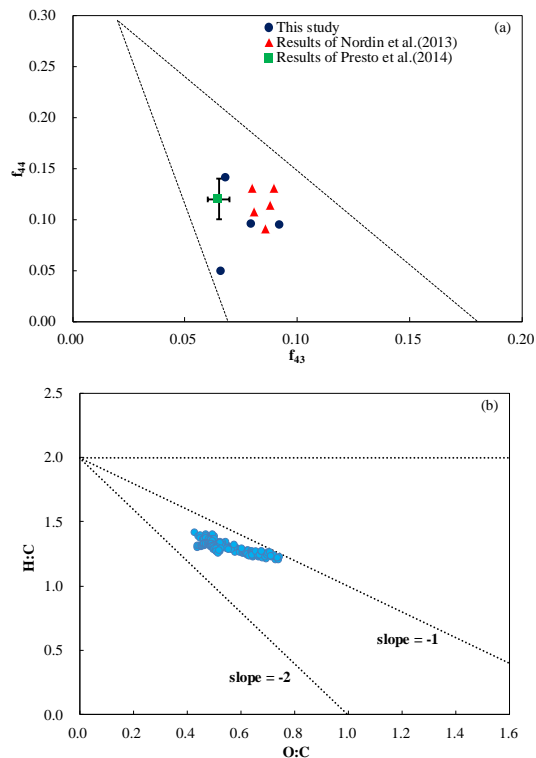 (a)
This study
Results of Nordin et al.(2013)
Results of Presto et al.(2014)
0.30
0.25
0.20
0.15
0.10
0.05
0.00
f44
0.00 0.05 0.10 0.15 0.20
f43
(b)
2.5
2.0
1.5
1.0
0.5
0.0
H:C
slope = -1
slope = -2
0.0 0.2 0.4 0.6 0.8 1.0 1.2 1.4 1.6
O:C